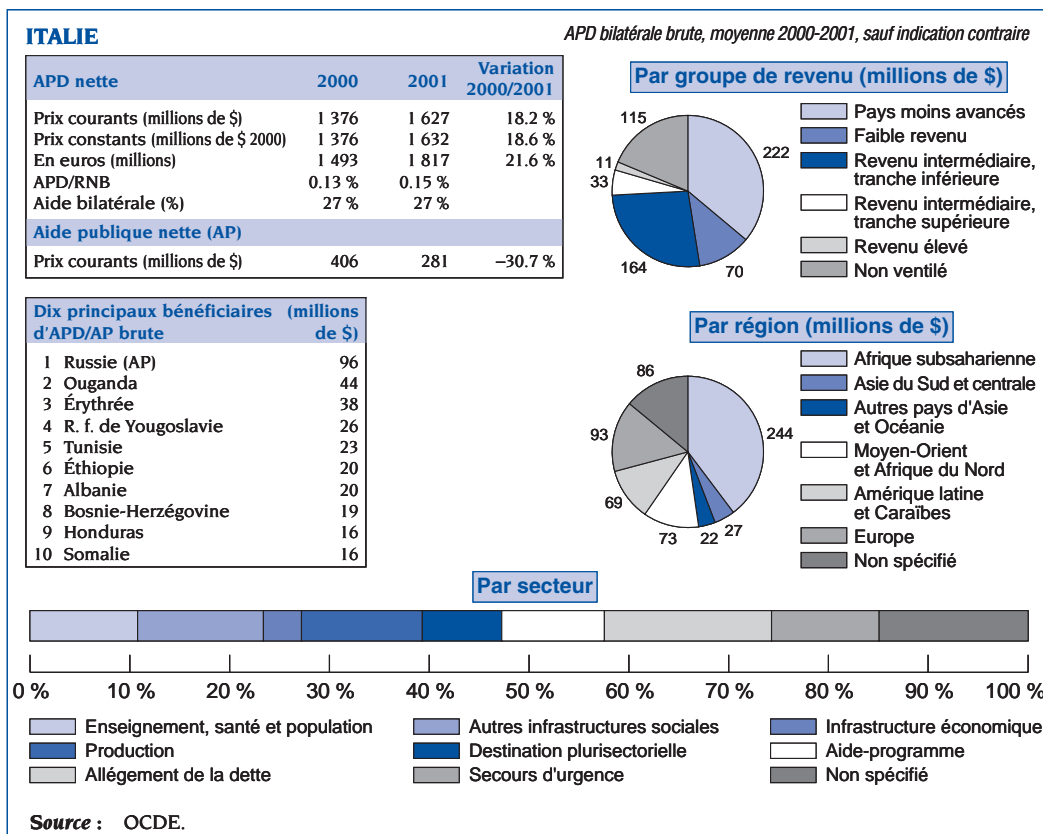 ITALIE
APD bilatérale brute, moyenne 2000-2001, sauf indication contraire
APD nette 2000 2001 Variation 2000/2001
Prix courants (millions de $) 1 376 1 627 18.2 %
Prix constants (millions de $ 2000) 1 376 1 632 18.6 %
En euros (millions) 1 493 1 817 21.6 %
APD/RNB 0.13 % 0.15 %
Aide bilatérale (%) 27 % 27 %
Aide publique nette (AP)
Prix courants (millions de $) 406 281 –30.7 %
Par groupe de revenu (millions de $)
115
11
33
164
70
222
Pays moins avancés
Faible revenu
Revenu intermédiaire,
tranche inférieure
Revenu intermédiaire,
tranche supérieure
Revenu élevé
Non ventilé
Dix principaux bénéficiaires (millions
d'APD/AP brute de $)
1 Russie (AP) 96
2 Ouganda 44
3 Érythrée 38
4 R. f. de Yougoslavie 26
5 Tunisie 23
6 Éthiopie 20
7 Albanie 20
8 Bosnie-Herzégovine 19
9 Honduras 16
10 Somalie 16
Par région (millions de $)
86
93
69
73
22
27
244
Afrique subsaharienne
Asie du Sud et centrale
Autres pays d'Asie
et Océanie
Moyen-Orient
et Afrique du Nord
Amérique latine
et Caraïbes
Europe
Non spécifié
Par secteur
0 % 10 % 20 % 30 % 40 % 50 % 60 % 70 % 80 % 90 % 100 %
Enseignement, santé et population Autres infrastructures sociales Infrastructure économique
Production Destination plurisectorielle Aide-programme
Allégement de la dette Secours d'urgence Non spécifié
Source : OCDE.